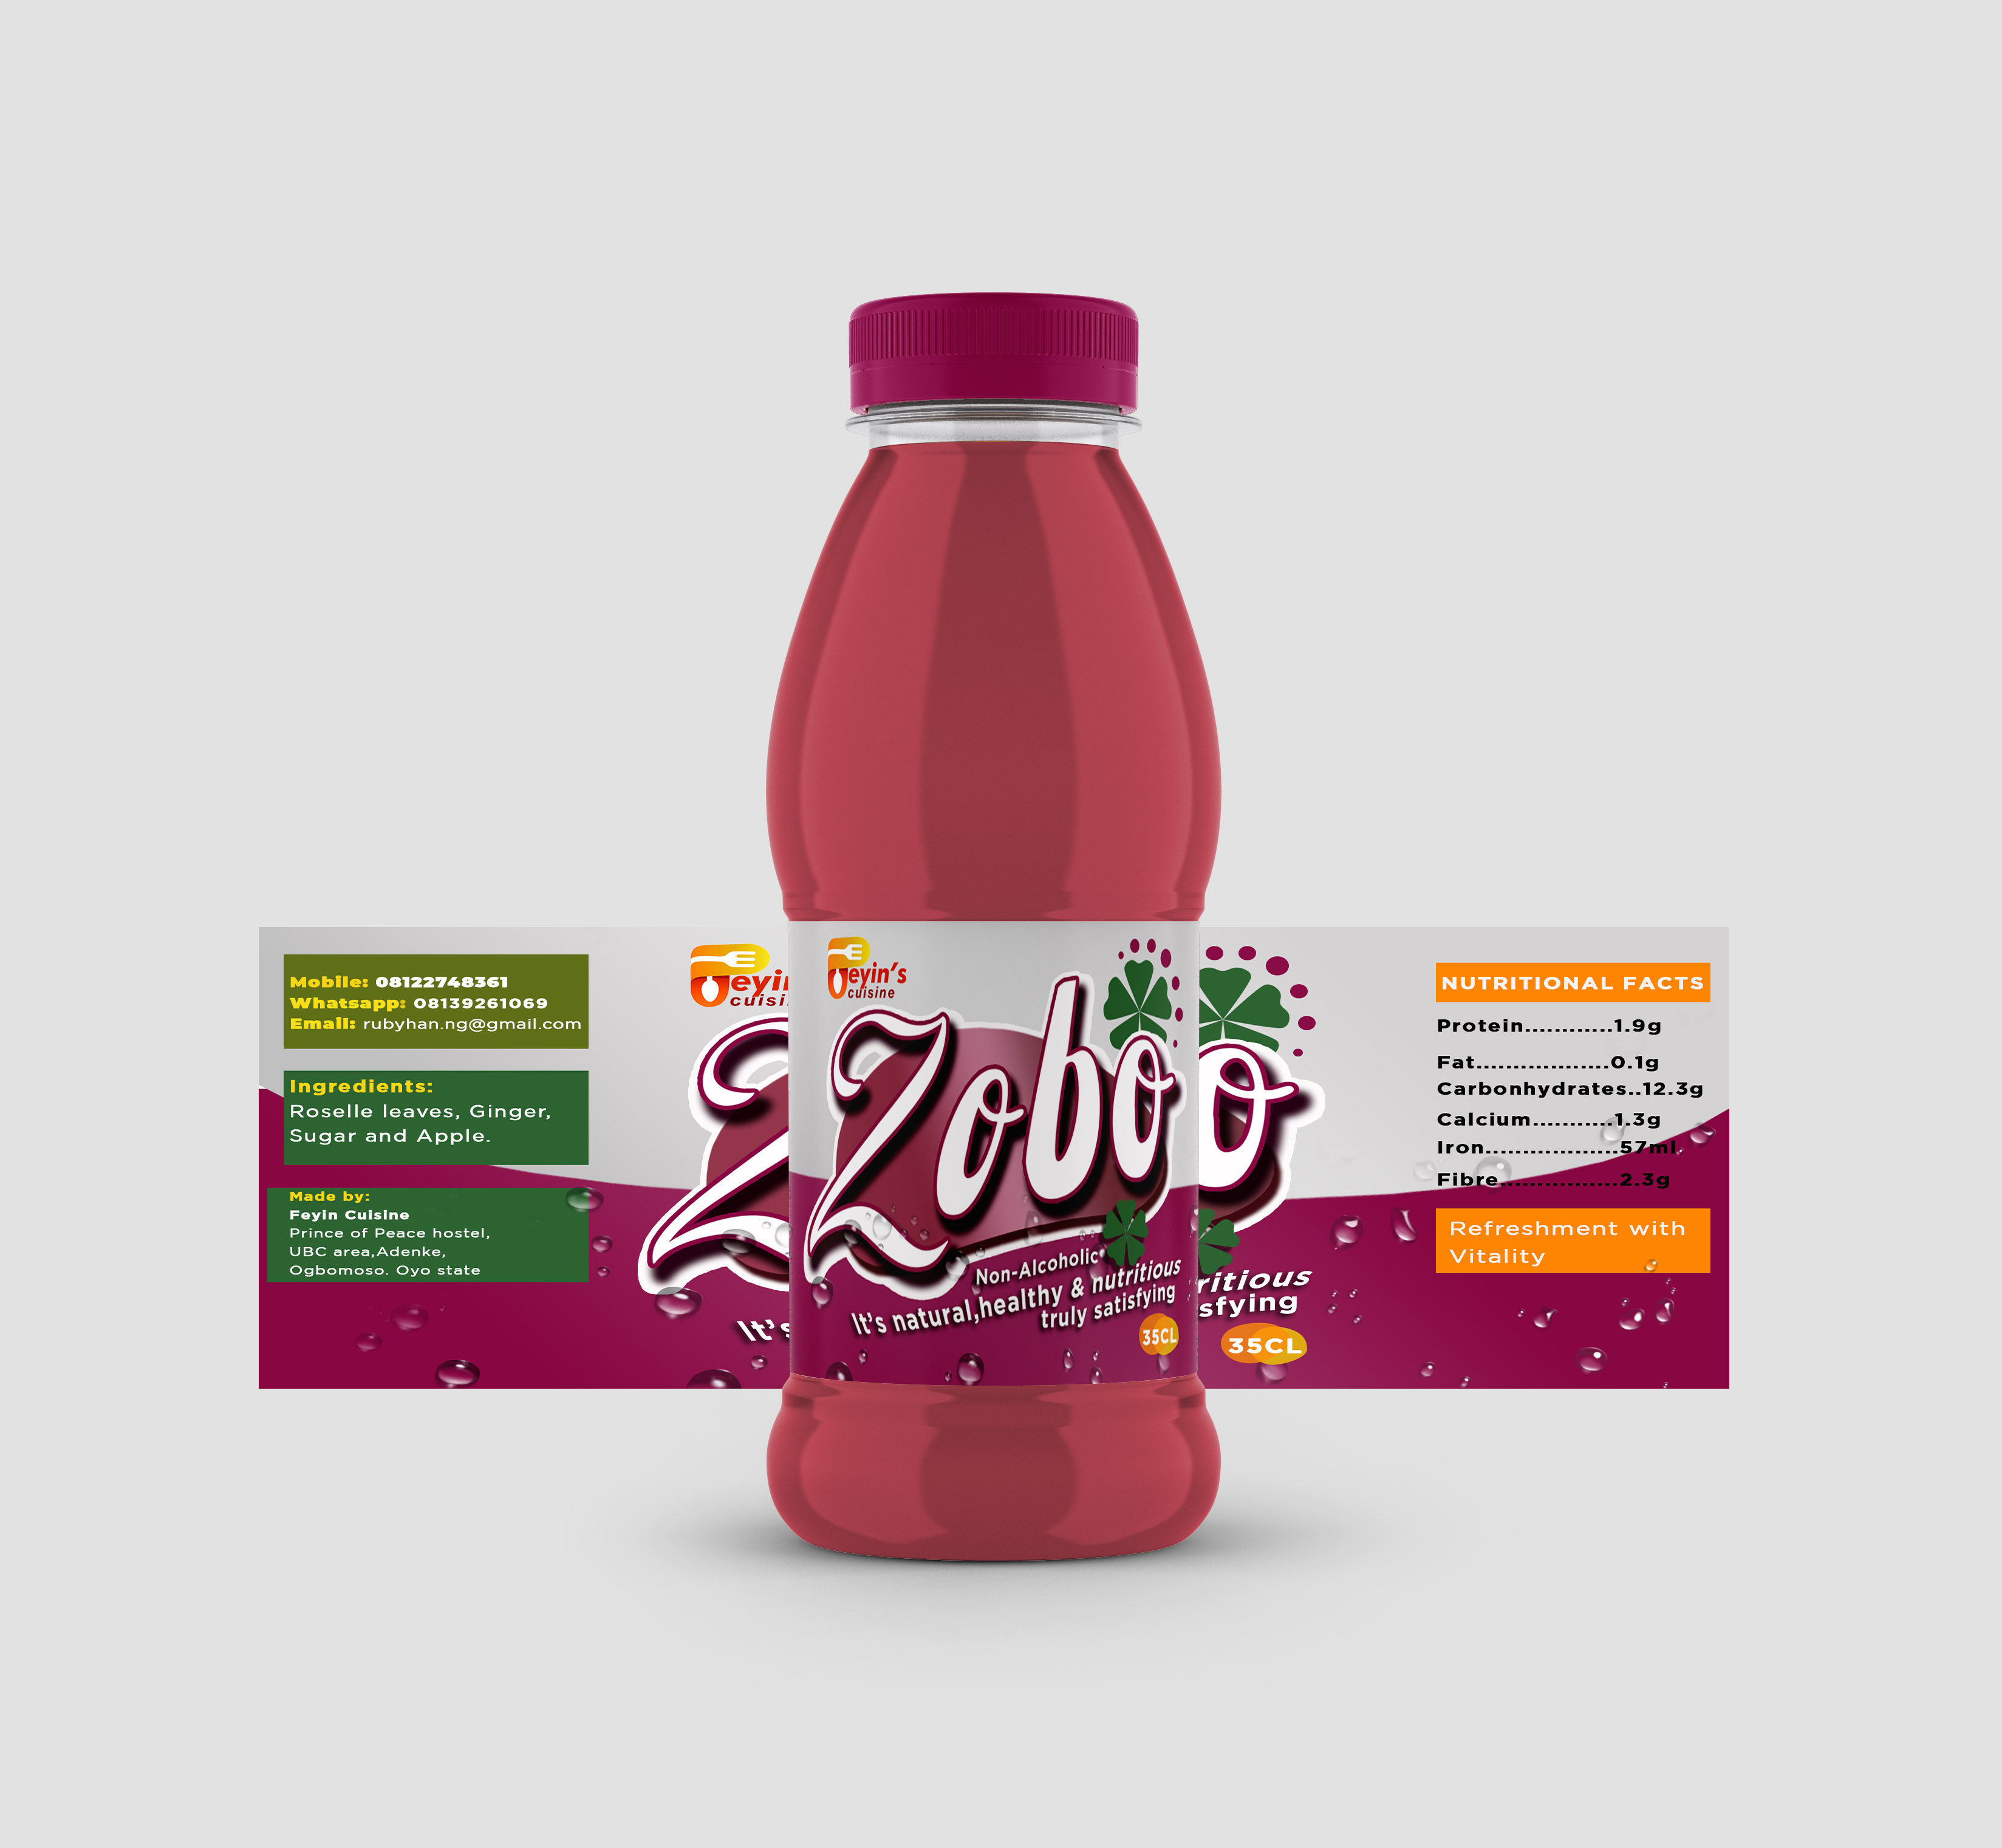 Mobile: 08122748361
Whatsapp: 08139261069
Email: rubyhan.ng@gmail.com
Ingredients:
Roselle leaves, Ginger,
Sugar and Apple.
Made by:
Feyin Cuisine
Prince of Peace hostel,
UBC area,Adenke,
Ogbomoso. Oyo state
Feyin's
cuisine
Zobo
Non-Alcoholic
It's natural,healthy & nutritious
truly satisfying
35CL
eyin
cuisi
Z
It's
o
ritious
sfying
35CL
NUTRITIONAL FACTS
Protein............1.9g
Fat..................0.1g
Carbonhydrates..12.3g
Calcium...........1.3g
Iron..................57ml
Fibre................2.3g
Refreshment with
Vitality